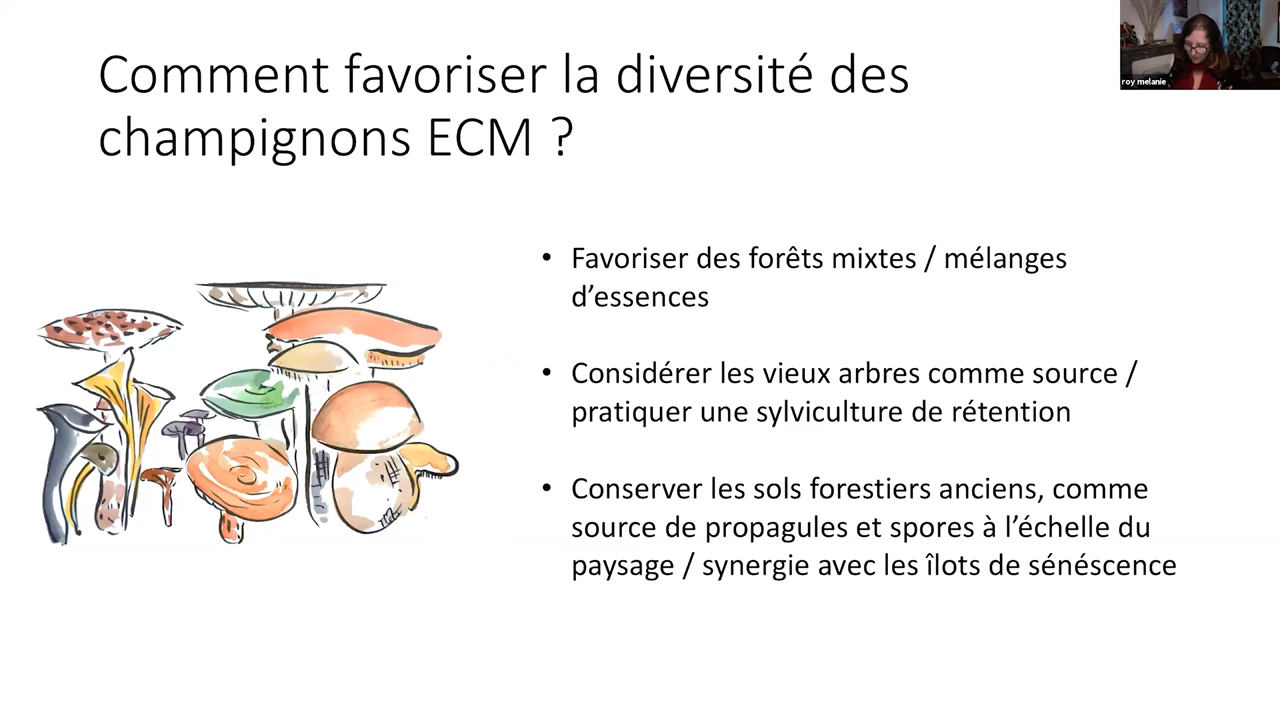 Comment favoriser la diversité des
champignons ECM ?
roy melanie
• Favoriser des forêts mixtes / mélanges
d’essences
• Considérer les vieux arbres comme source /
pratiquer une sylviculture de rétention
• Conserver les sols forestiers anciens, comme
source de propagules et spores à l’échelle du
paysage / synergie avec les îlots de sénéscence